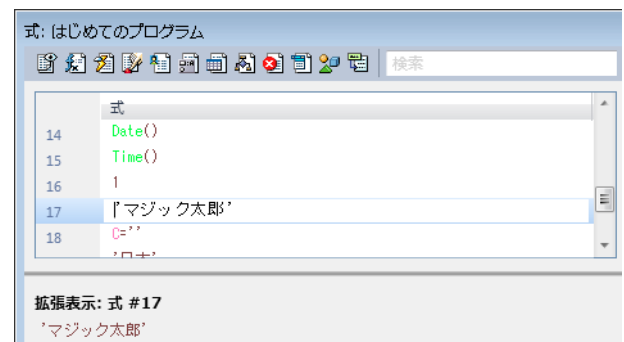 式: はじめてのプログラム
検索
式
14 Date()
15 Time()
16 1
17 'マジック太郎'
18 C=''
拡張表示: 式 #17
'マジック太郎'